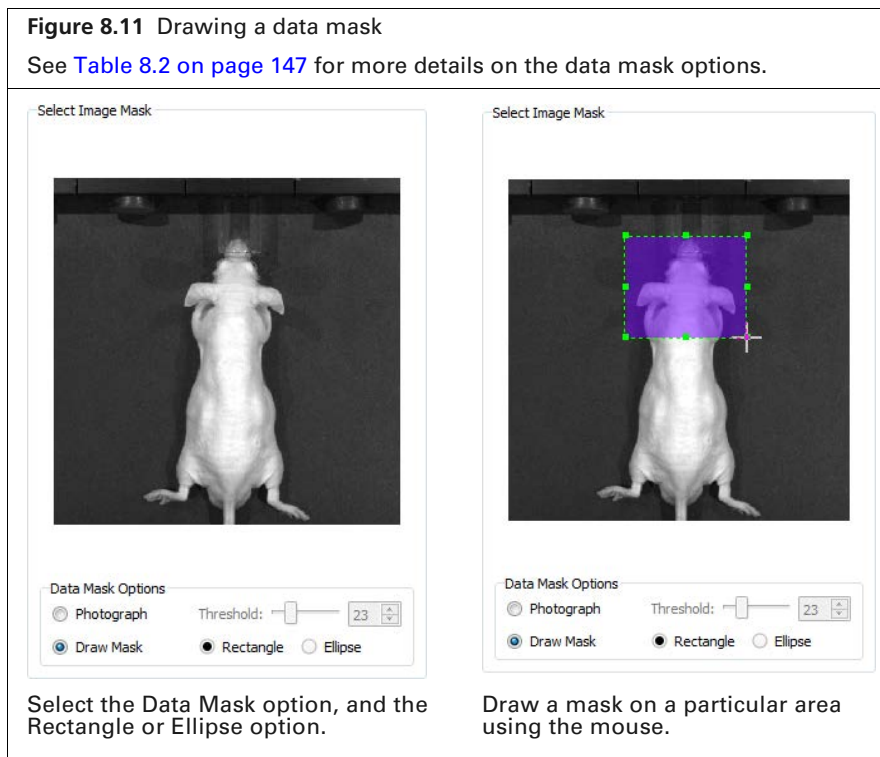 Figure 8.11 Drawing a data mask
See Table 8.2 on page 147 for more details on the data mask options.
Select Image Mask
Data Mask Options
Photograph Threshold: 23
Draw Mask Rectangle Ellipse
Select the Data Mask option, and the
Rectangle or Ellipse option.
Select Image Mask
Data Mask Options
Photograph Threshold: 23
Draw Mask Rectangle Ellipse
Draw a mask on a particular area
using the mouse.